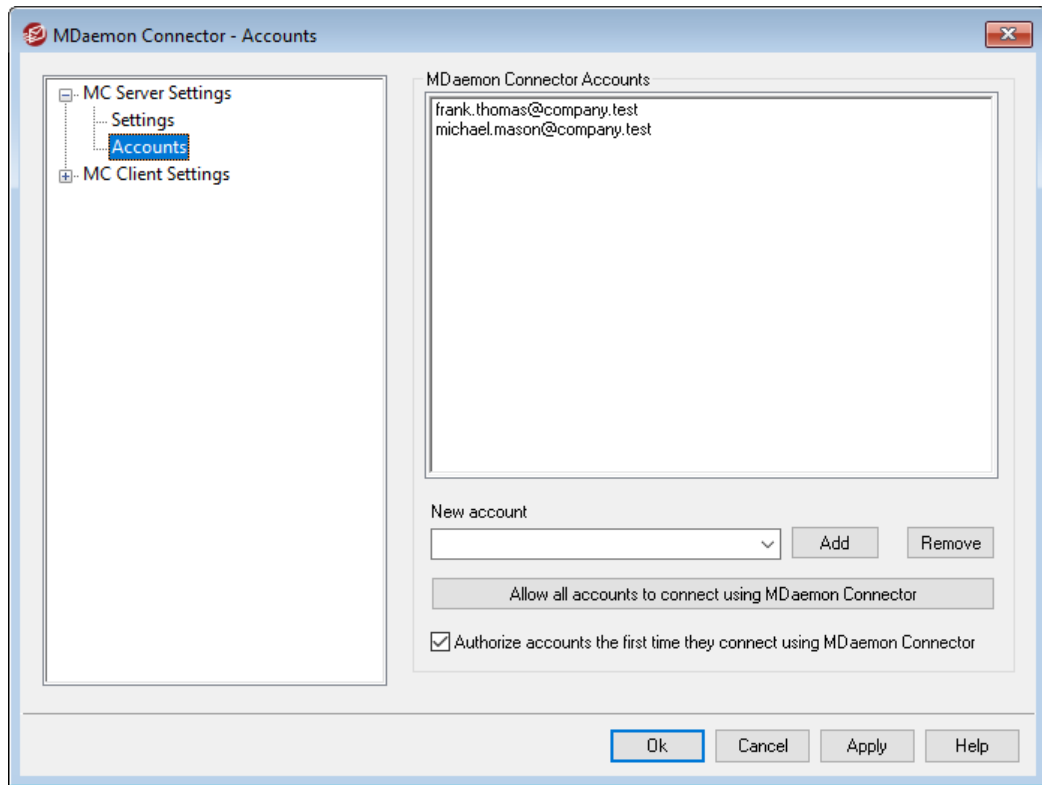 MDaemon Connector - Accounts
MC Server Settings
Settings
Accounts
MC Client Settings
MDaemon Connector Accounts
frank.thomas@company.test
michael.mason@company.test
New account
Add
Remove
Allow all accounts to connect using MDaemon Connector
Authorize accounts the first time they connect using MDaemon Connector
Ok
Cancel
Apply
Help